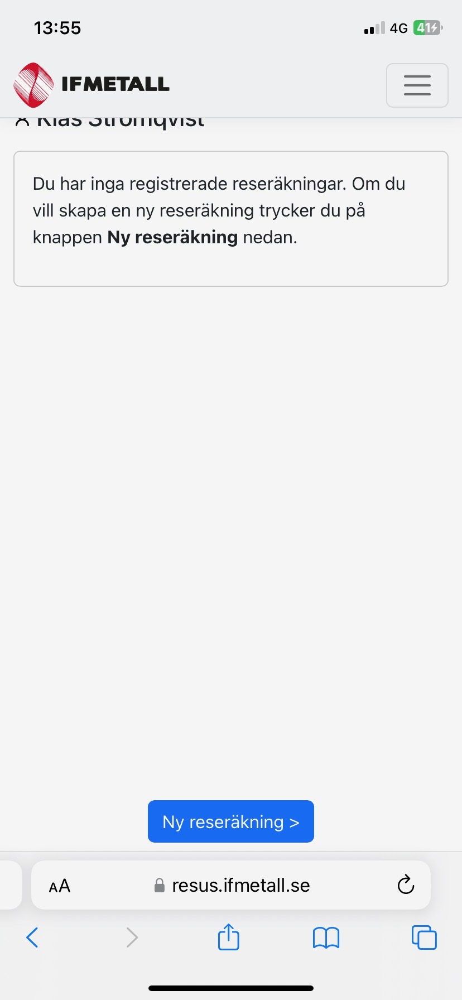 13:55
4G
41
IFMETALL
Klas Strömqvist
Du har inga registrerade reseräkningar. Om du
vill skapa en ny reseräkning trycker du på
knappen Ny reseräkning nedan.
Ny reseräkning >
AA
resus.ifmetall.se